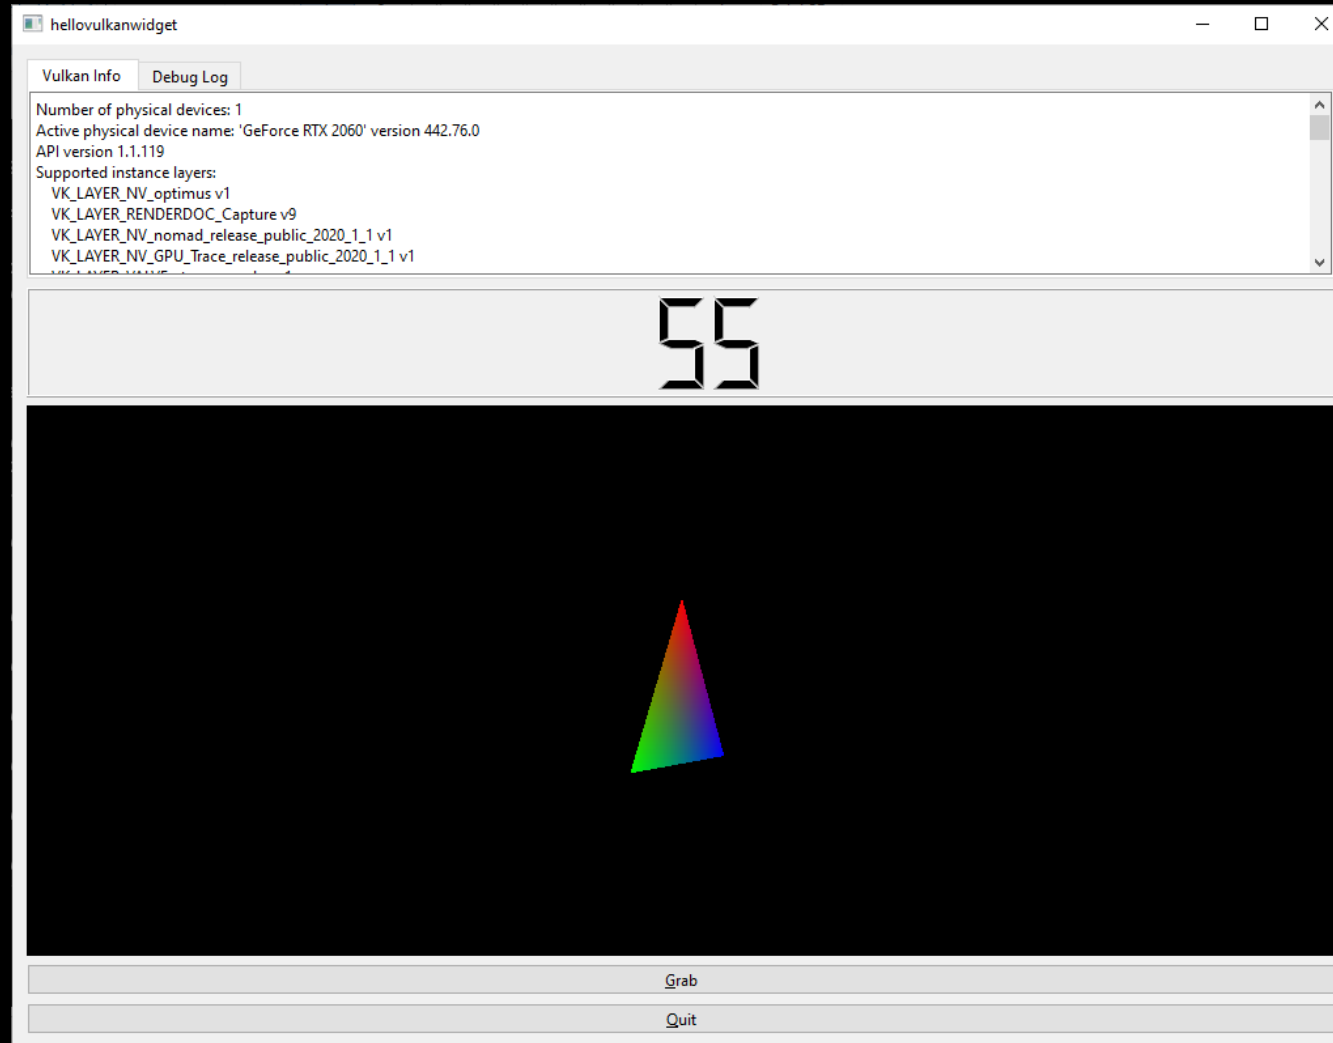 hellovulkanwidget
Vulkan Info Debug Log
Number of physical devices: 1
Active physical device name: 'GeForce RTX 2060' version 442.76.0
API version 1.1.119
Supported instance layers:
VK_LAYER_NV_optimus v1
VK_LAYER_RENDERDOC_Capture v9
VK_LAYER_NV_nomad_release_public_2020_1_1 v1
VK_LAYER_NV_GPU_Trace_release_public_2020_1_1 v1
55
Grab
Quit